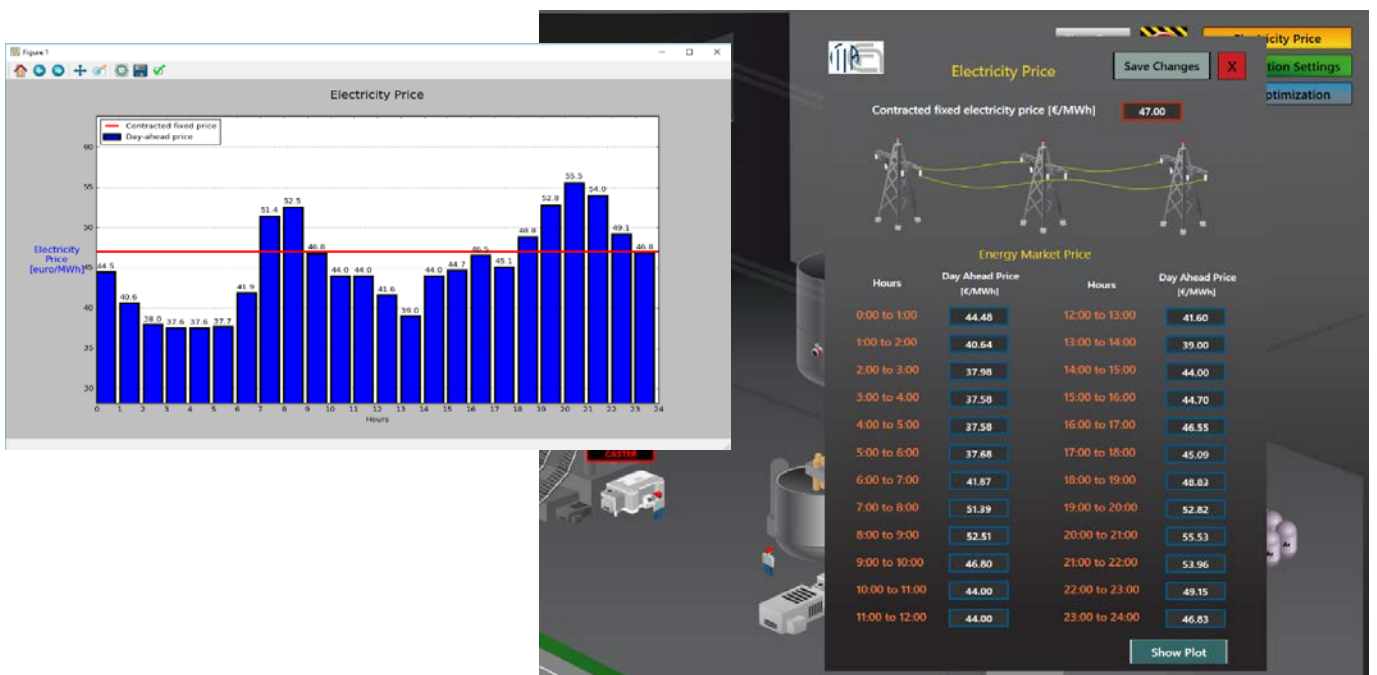 Figure 1
Electricity Price
Contracted fixed price
Day-ahead price
60
55
50
45
40
35
30
Electricity
Price
[euro/MWh]
44.5
40.6
38.0
37.6
37.6
37.7
41.9
51.4
52.5
46.8
44.0
44.0
41.6
39.0
44.0
44.7
46.5
45.1
48.8
52.8
55.5
54.0
49.1
46.8
0 1 2 3 4 5 6 7 8 9 10 11 12 13 14 15 16 17 18 19 20 21 22 23 24
Hours
CASTER
icity Price
tion Settings
ptimization
Electricity Price
Save Changes
X
Contracted fixed electricity price [€/MWh] 47.00
Energy Market Price
Hours Day Ahead Price [€/MWh] Hours Day Ahead Price [€/MWh]
0:00 to 1:00 44.48 12:00 to 13:00 41.60
1:00 to 2:00 40.64 13:00 to 14:00 39.00
2:00 to 3:00 37.98 14:00 to 15:00 44.00
3:00 to 4:00 37.58 15:00 to 16:00 44.70
4:00 to 5:00 37.58 16:00 to 17:00 46.55
5:00 to 6:00 37.68 17:00 to 18:00 45.09
6:00 to 7:00 41.87 18:00 to 19:00 48.83
7:00 to 8:00 51.39 19:00 to 20:00 52.82
8:00 to 9:00 52.51 20:00 to 21:00 55.53
9:00 to 10:00 46.80 21:00 to 22:00 53.96
10:00 to 11:00 44.00 22:00 to 23:00 49.15
11:00 to 12:00 44.00 23:00 to 24:00 46.83
Show Plot
Ar
Ar